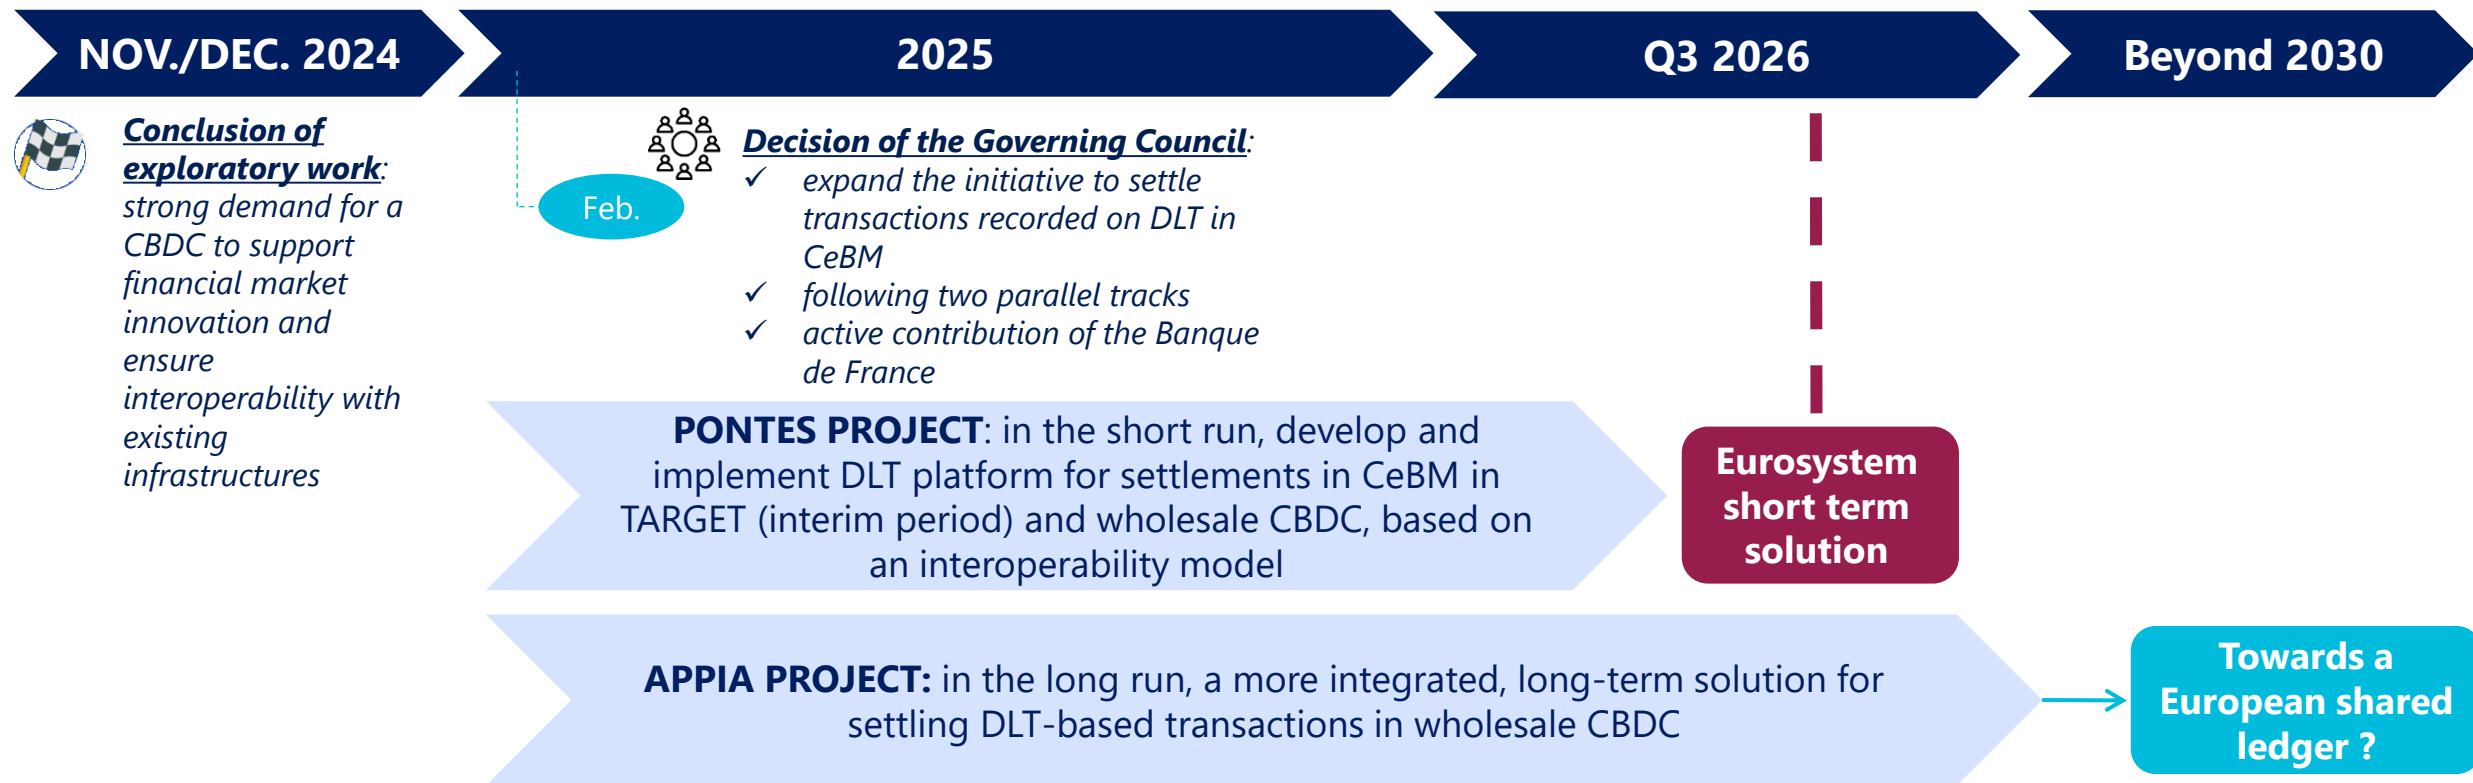 NOV./DEC. 2024
2025
Q3 2026
Beyond 2030
Conclusion of
exploratory work:
strong demand for a
CBDC to support
financial market
innovation and
ensure
interoperability with
existing
infrastructures
Feb.
Decision of the Governing Council:
✓ expand the initiative to settle
transactions recorded on DLT in
CeBM
✓ following two parallel tracks
✓ active contribution of the Banque
de France
PONTES PROJECT: in the short run, develop and
implement DLT platform for settlements in CeBM in
TARGET (interim period) and wholesale CBDC, based on
an interoperability model
Eurosystem
short term
solution
APPIA PROJECT: in the long run, a more integrated, long-term solution for
settling DLT-based transactions in wholesale CBDC
Towards a
European shared
ledger ?